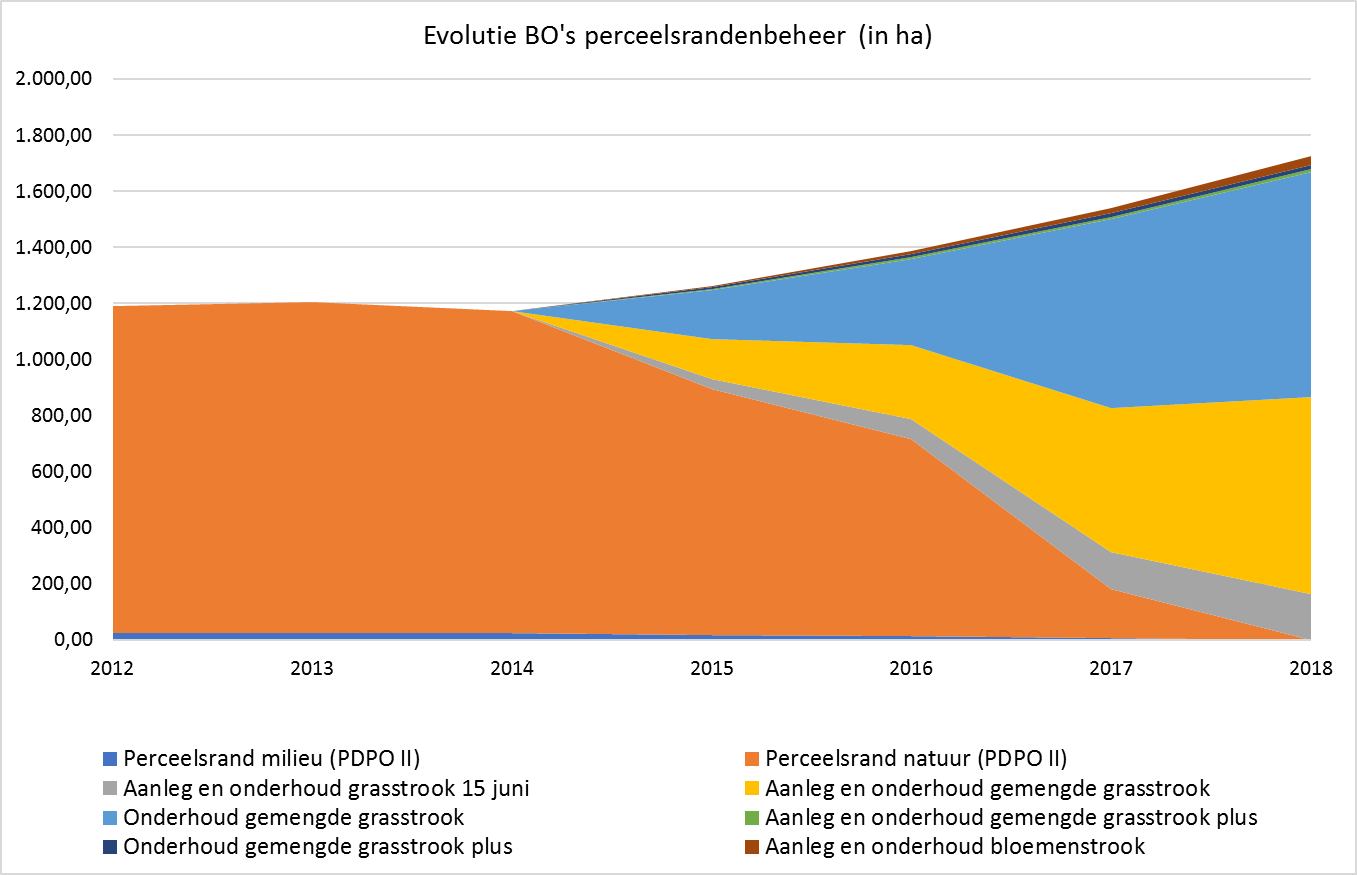 Evolutie BO's perceelsrandenbeheer (in ha)
2.000,00
1.800,00
1.600,00
1.400,00
1.200,00
1.000,00
800,00
600,00
400,00
200,00
0,00
2012 2013 2014 2015 2016 2017 2018
Perceelsrand milieu (PDPO II) Perceelsrand natuur (PDPO II)
Aanleg en onderhoud grasstrook 15 juni Aanleg en onderhoud gemengde grasstrook
Onderhoud gemengde grasstrook Aanleg en onderhoud gemengde grasstrook plus
Onderhoud gemengde grasstrook plus Aanleg en onderhoud bloemenstrook